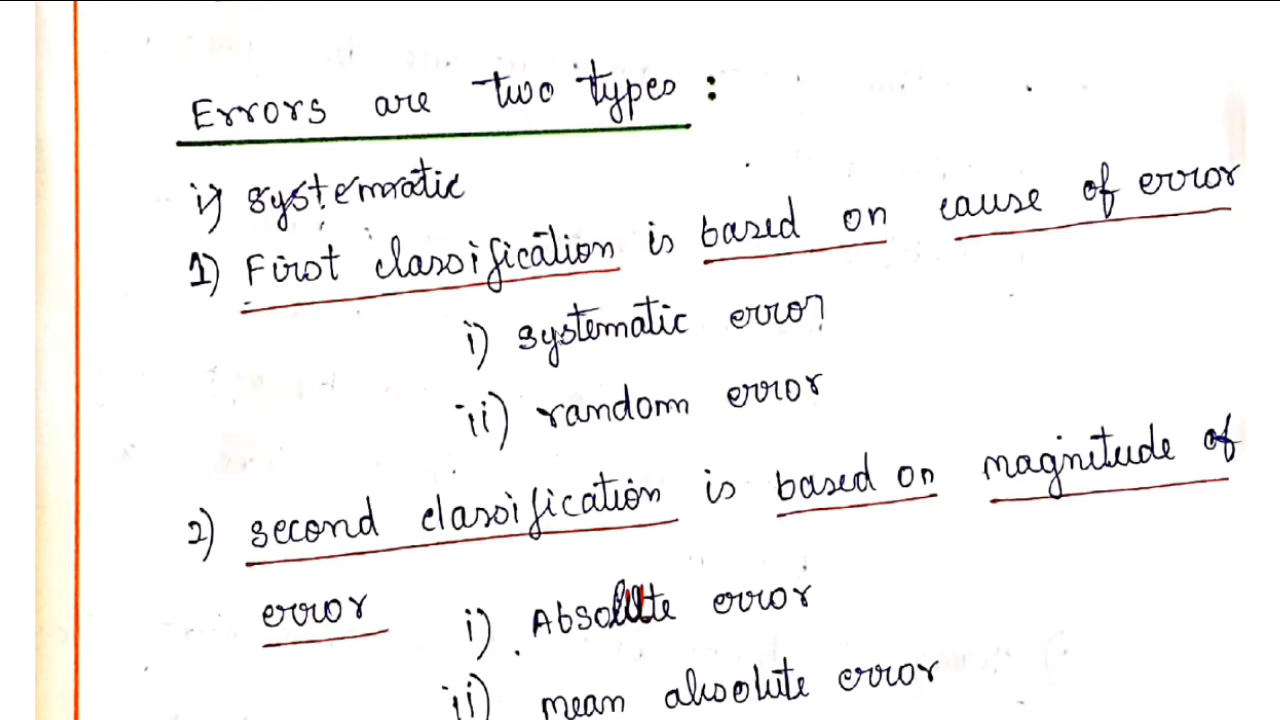 Errors are two types :
i) systematic
1) First classification is based on cause of error
i) systematic error
ii) random error
2) second classification is based on magnitude of
error
i) Absolute error
ii) mean absolute error